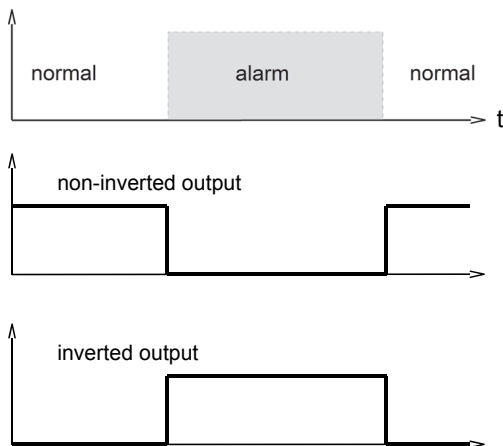 normal alarm normal
t
non-inverted output
inverted output